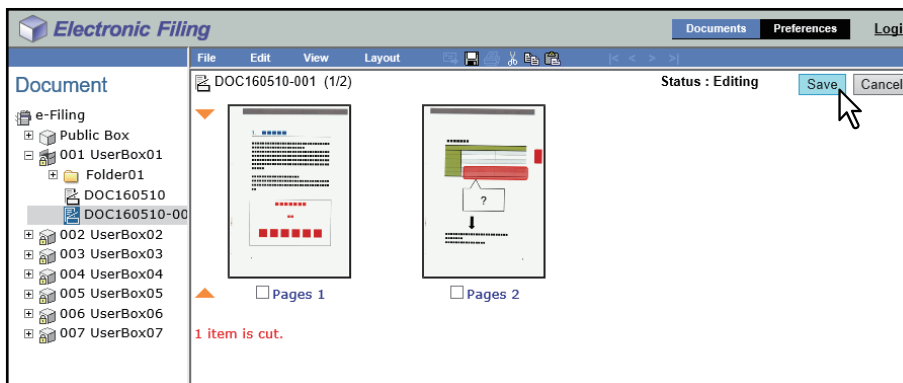 Electronic Filing
Documents
Preferences
File Edit View Layout
|< < > >|
Document
DOC160510-001 (1/2)
Status : Editing
Save
Cancel
e-Filing
Public Box
001 UserBox01
Folder01
DOC160510
DOC160510-00
002 UserBox02
003 UserBox03
004 UserBox04
005 UserBox05
006 UserBox06
007 UserBox07
?
Pages 1
Pages 2
1 item is cut.